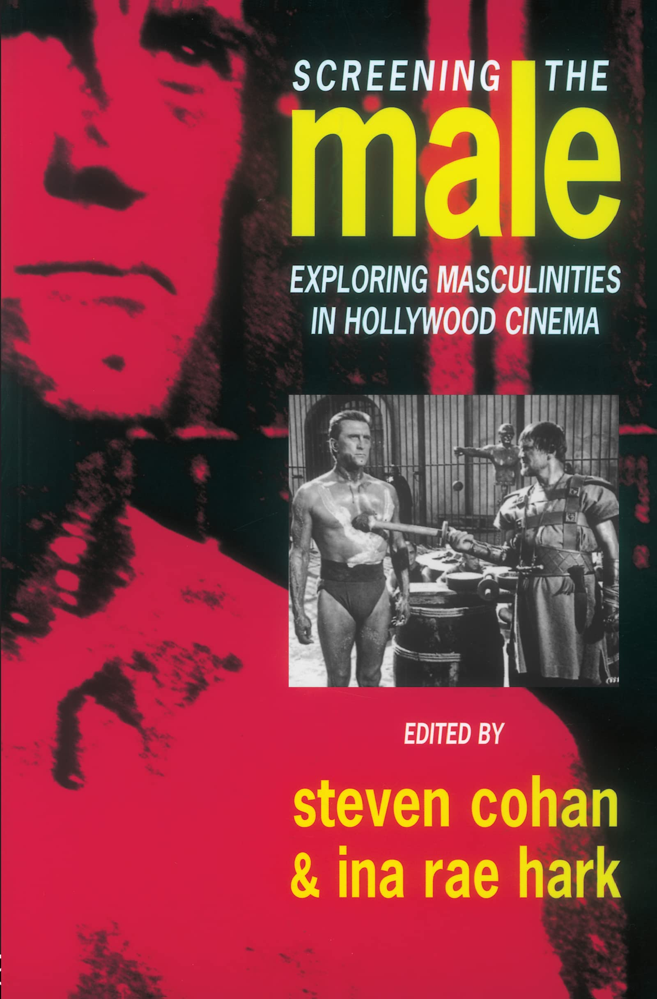 SCREENING THE
male
EXPLORING MASCULINITIES
IN HOLLYWOOD CINEMA
EDITED BY
steven cohan
& ina rae hark